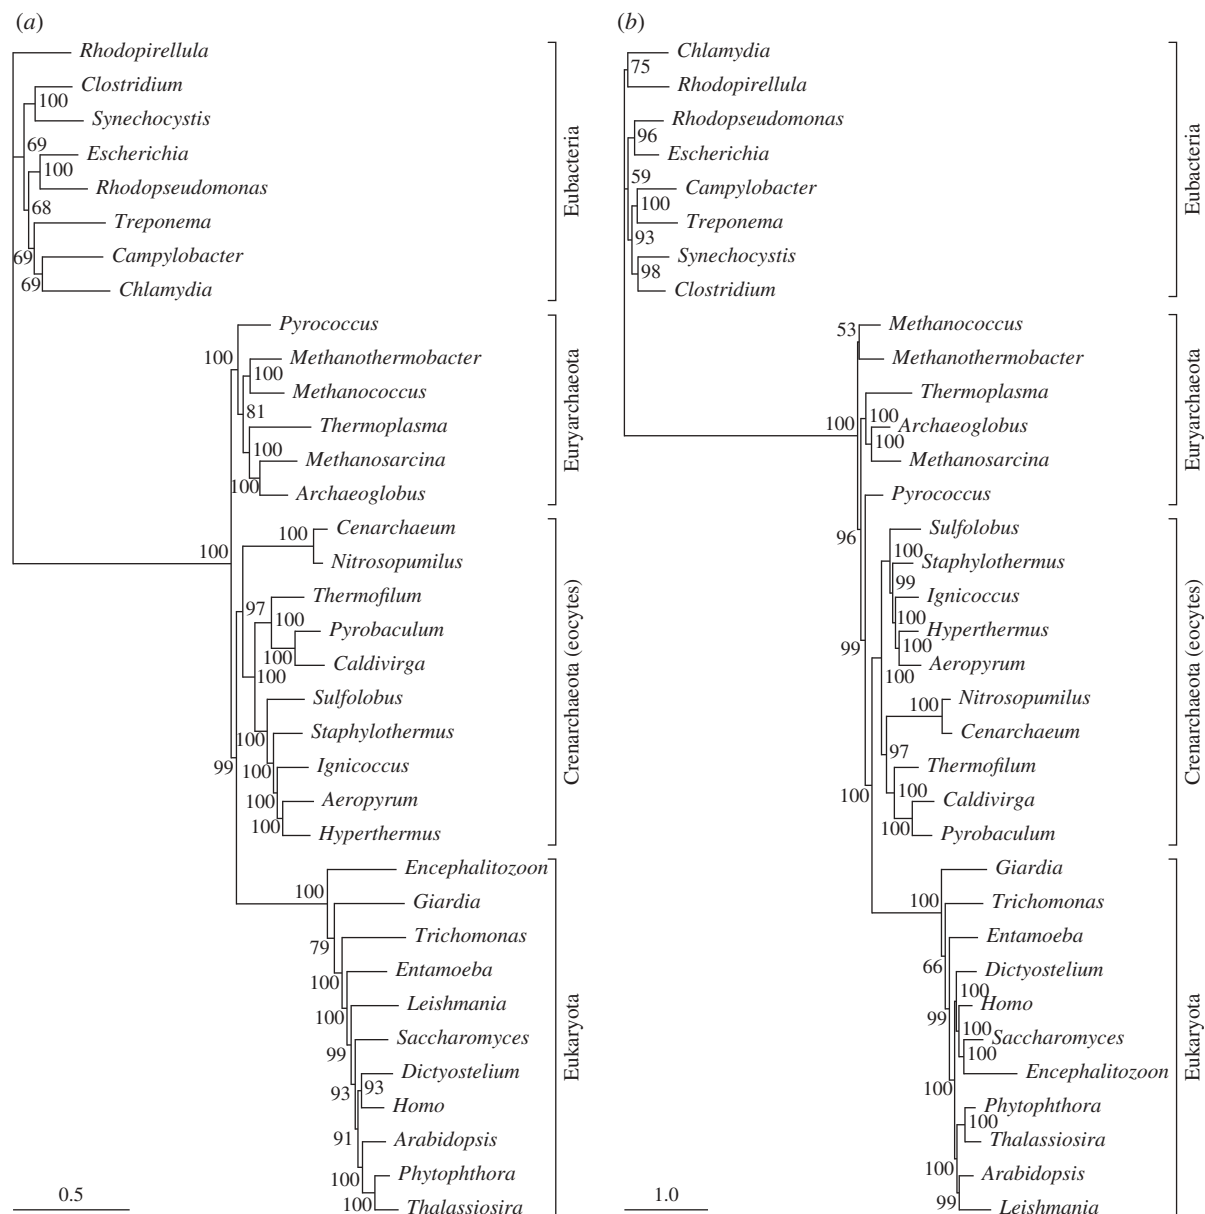 (a)
Rhodopirellula
Clostridium
100
Synechocystis
69
Escherichia
100
Rhodopseudomonas
68
Treponema
69
Campylobacter
69
Chlamydia
Eubacteria
Pyrococcus
100
Methanothermobacter
100
Methanococcus
81
Thermoplasma
100
Methanosarcina
100
Archaeoglobus
Euryarchaeota
Cenarchaeum
100
100
Nitrosopumilus
Thermofilum
97
100
Pyrobaculum
100
Caldivirga
100
Sulfolobus
100
Staphylothermus
99
100
Ignicoccus
100
Aeropyrum
100
Hyperthermus
Crenarchaeota (eocytes)
Encephalitozoon
100
Giardia
79
Trichomonas
100
Entamoeba
100
Leishmania
99
Saccharomyces
93
93
Dictyostelium
Homo
91
Arabidopsis
100
Phytophthora
100
Thalassiosira
Eukaryota
0.5
(b)
Chlamydia
75
Rhodopirellula
Rhodopseudomonas
96
Escherichia
59
Campylobacter
100
Treponema
93
Synechocystis
98
Clostridium
Eubacteria
Methanococcus
53
Methanothermobacter
Thermoplasma
100
100
Archaeoglobus
100
Methanosarcina
Pyrococcus
Euryarchaeota
96
Sulfolobus
100
Staphylothermus
99
Ignicoccus
100
Hyperthermus
99
100
Aeropyrum
100
Nitrosopumilus
100
Cenarchaeum
97
Thermofilum
100
100
Caldivirga
100
Pyrobaculum
Crenarchaeota (eocytes)
Giardia
100
Trichomonas
Entamoeba
66
Dictyostelium
100
Homo
99
100
Saccharomyces
100
Encephalitozoon
100
Phytophthora
100
Thalassiosira
100
Arabidopsis
99
Leishmania
Eukaryota
1.0